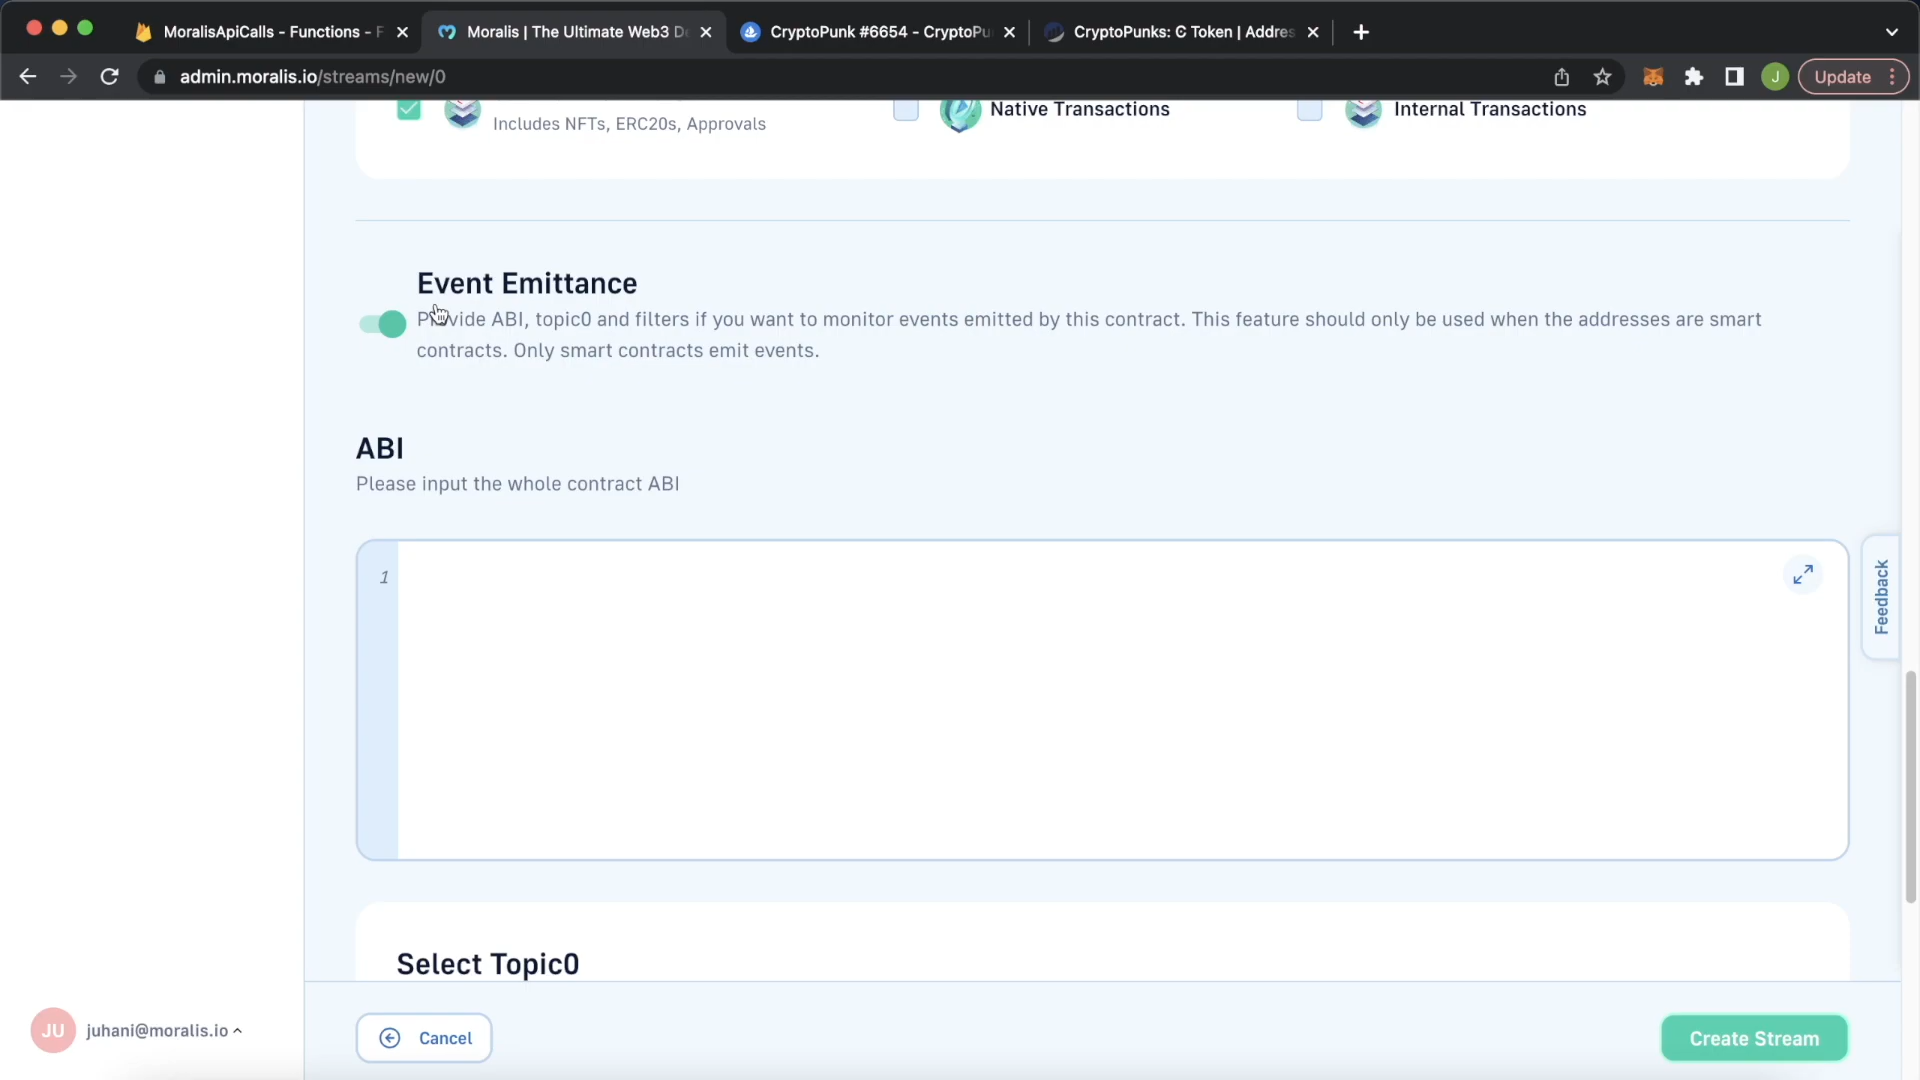 MoralisApiCalls - Functions - F
Moralis | The Ultimate Web3 De
CryptoPunk #6654 - CryptoPu
CryptoPunks: Ͼ Token | Addres
admin.moralis.io/streams/new/0
J
Update
Includes NFTs, ERC20s, Approvals
Native Transactions
Internal Transactions
Event Emittance
Provide ABI, topic0 and filters if you want to monitor events emitted by this contract. This feature should only be used when the addresses are smart
contracts. Only smart contracts emit events.
ABI
Please input the whole contract ABI
1
Feedback
Select Topic0
JU
juhani@moralis.io
Cancel
Create Stream